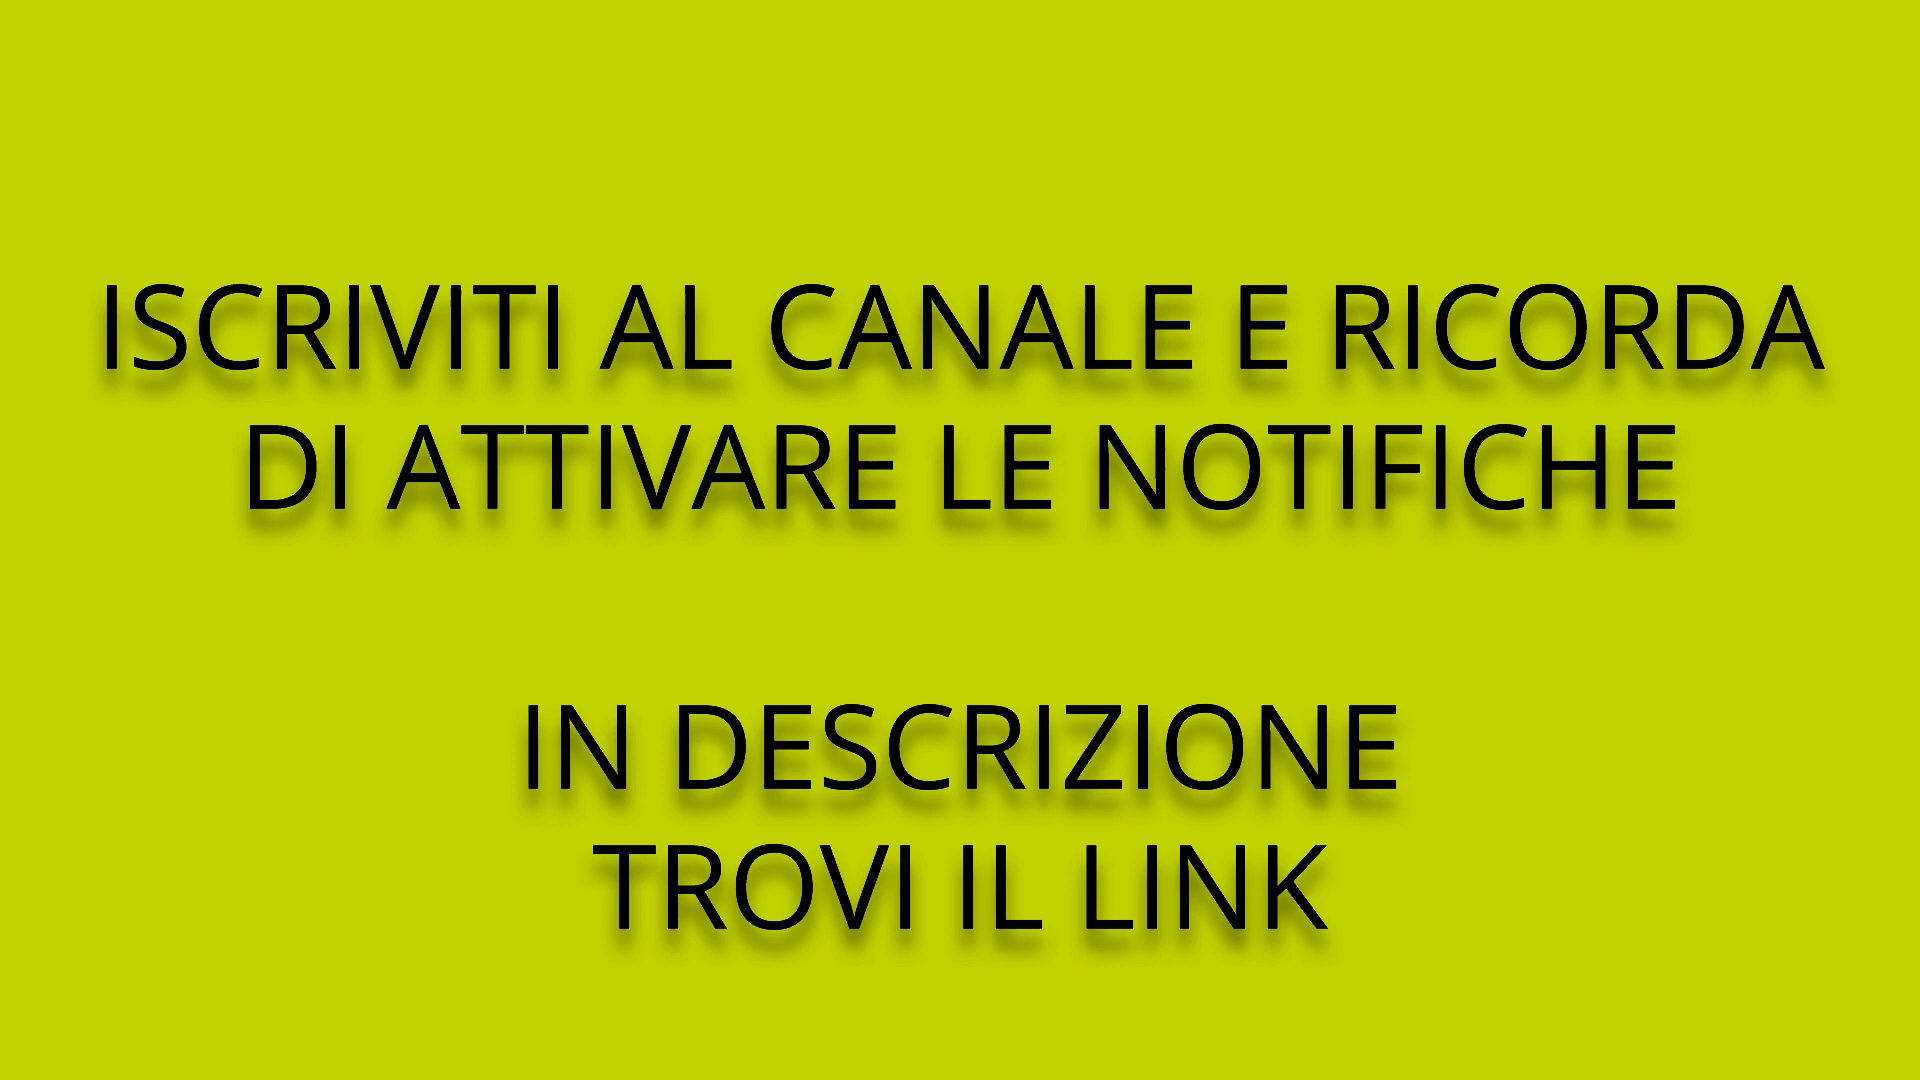 ISCRIVITI AL CANALE E RICORDA
DI ATTIVARE LE NOTIFICHE
IN DESCRIZIONE
TROVI IL LINK